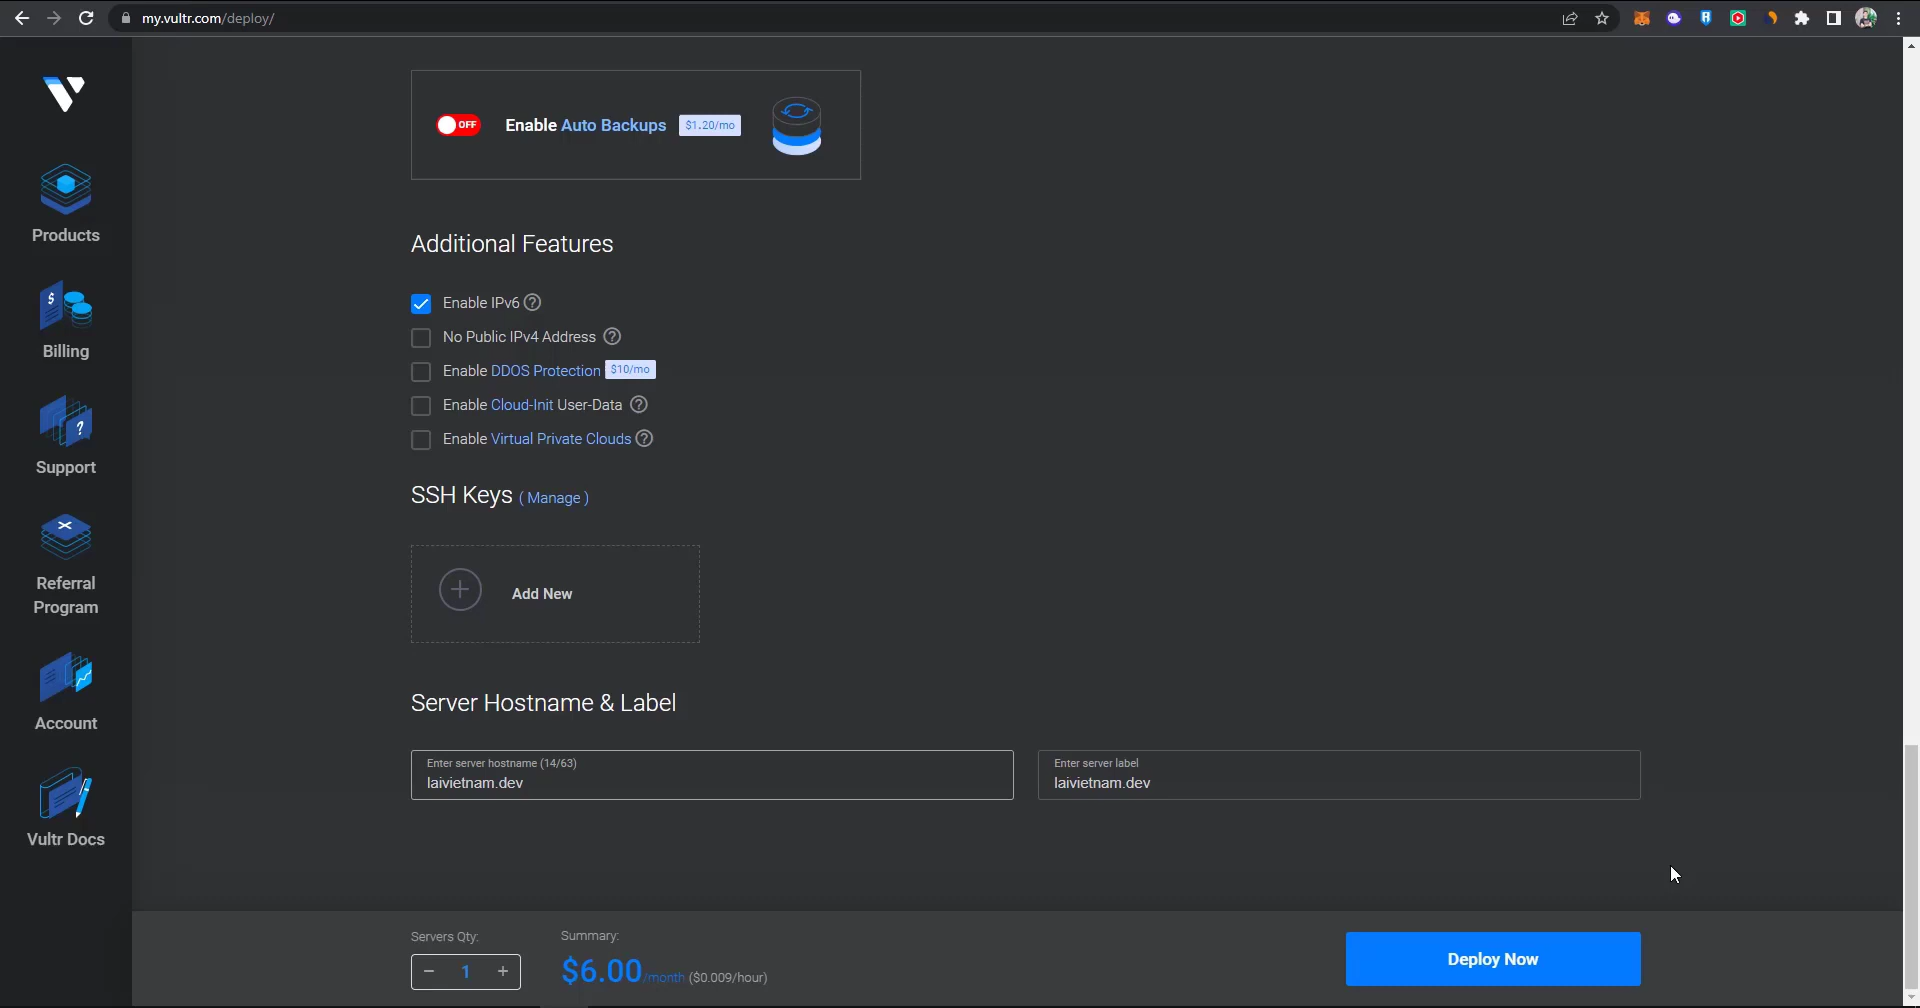 my.vultr.com/deploy/
Products
Billing
Support
Referral
Program
Account
Vultr Docs
OFF
Enable Auto Backups $1.20/mo
Additional Features
Enable IPv6 ?
No Public IPv4 Address ?
Enable DDOS Protection $10/mo
Enable Cloud-Init User-Data ?
Enable Virtual Private Clouds ?
SSH Keys ( Manage )
Add New
Server Hostname & Label
Enter server hostname (14/63)
laivietnam.dev
Enter server label
laivietnam.dev
Servers Qty:
− 1 +
Summary:
$6.00/month ($0.009/hour)
Deploy Now